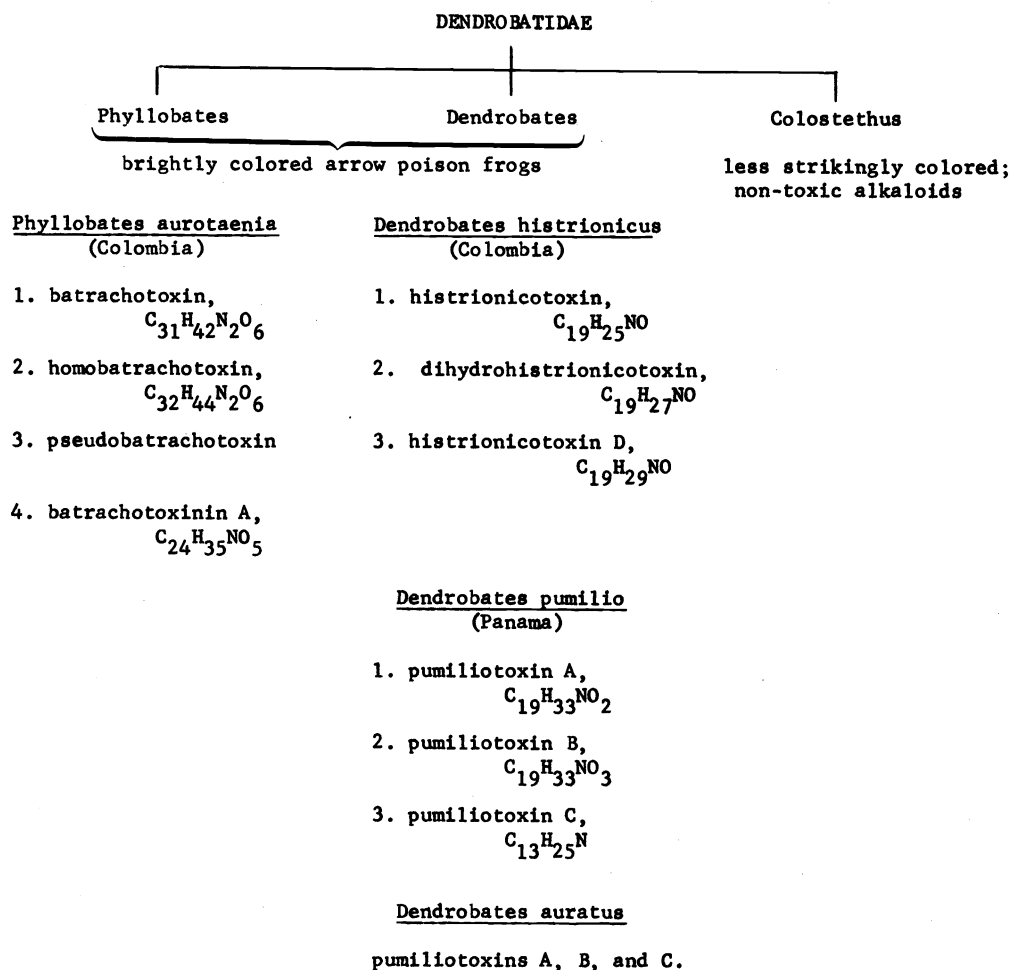 DENDROBATIDAE
Phyllobates
Dendrobates
Colostethus
brightly colored arrow poison frogs
less strikingly colored;
non-toxic alkaloids
Phyllobates aurotaenia
(Colombia)
1. batrachotoxin,
C31H42N2O6
2. homobatrachotoxin,
C32H44N2O6
3. pseudobatrachotoxin
4. batrachotoxinin A,
C24H35NO5
Dendrobates histrionicus
(Colombia)
1. histrionicotoxin,
C19H25NO
2. dihydrohistrionicotoxin,
C19H27NO
3. histrionicotoxin D,
C19H29NO
Dendrobates pumilio
(Panama)
1. pumiliotoxin A,
C19H33NO2
2. pumiliotoxin B,
C19H33NO3
3. pumiliotoxin C,
C13H25N
Dendrobates auratus
pumiliotoxins A, B, and C.